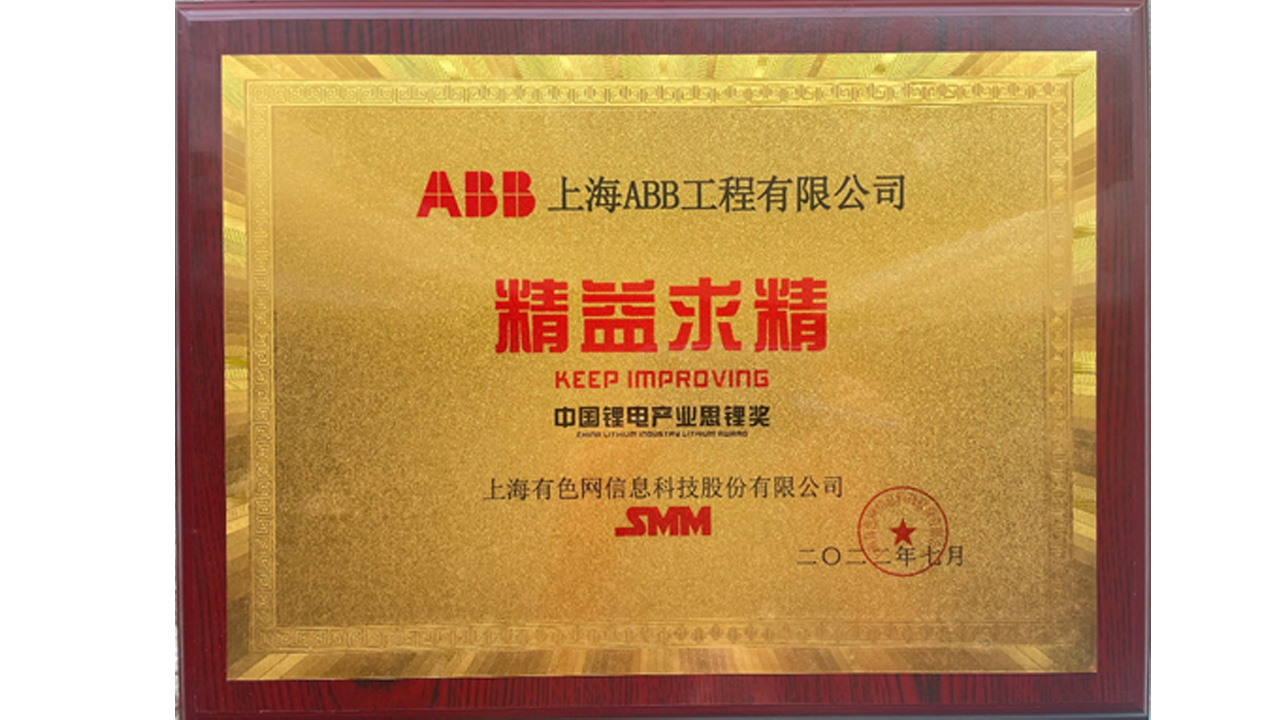 ABB 上海ABB工程有限公司
精益求精
KEEP IMPROVING
中国锂电产业思锂奖
CHINA LITHIUM INDUSTRY LITHIUM AWARD
上海有色网信息科技股份有限公司
SMM
二〇二二年七月